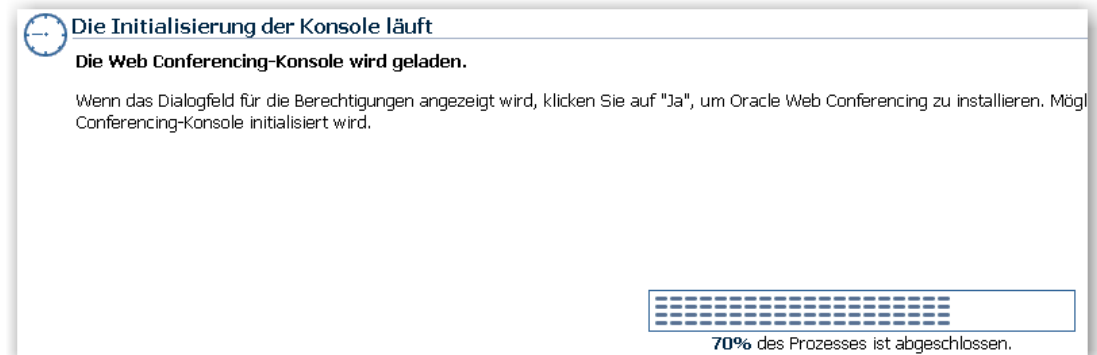 Die Initialisierung der Konsole läuft
Die Web Conferencing-Konsole wird geladen.
Wenn das Dialogfeld für die Berechtigungen angezeigt wird, klicken Sie auf "Ja", um Oracle Web Conferencing zu installieren. Mögl
Conferencing-Konsole initialisiert wird.
70% des Prozesses ist abgeschlossen.